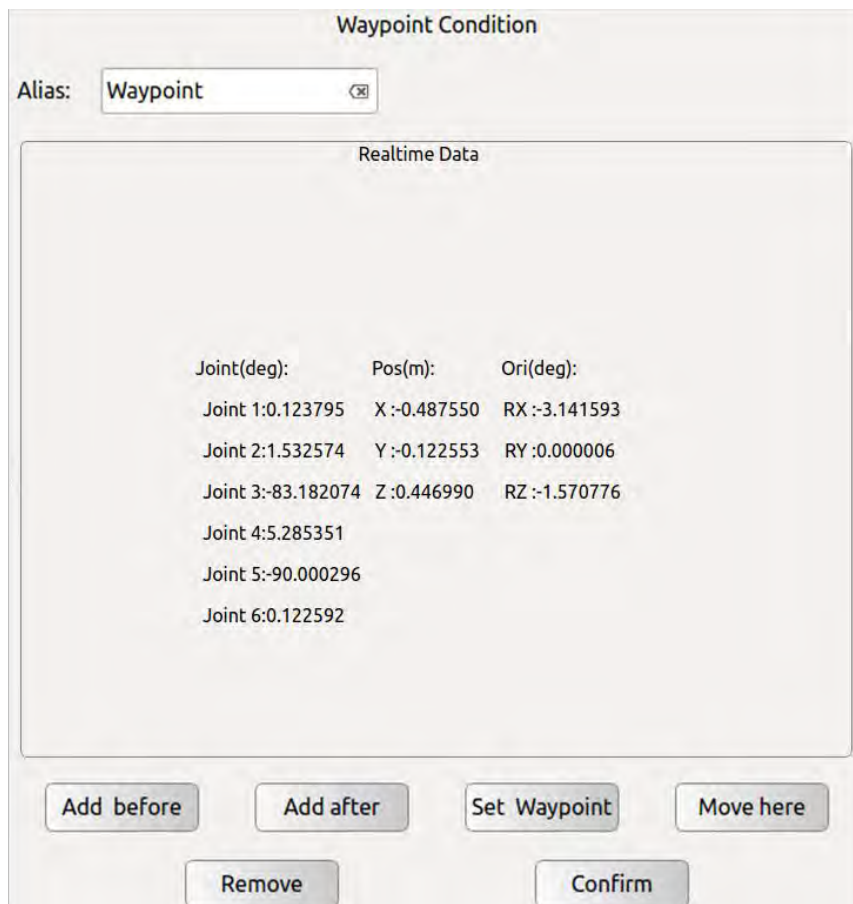 Waypoint Condition
Alias: Waypoint
Realtime Data
Joint(deg): Pos(m): Ori(deg):
Joint 1:0.123795 X :-0.487550 RX :-3.141593
Joint 2:1.532574 Y :-0.122553 RY :0.000006
Joint 3:-83.182074 Z :0.446990 RZ :-1.570776
Joint 4:5.285351
Joint 5:-90.000296
Joint 6:0.122592
Add before Add after Set Waypoint Move here
Remove Confirm